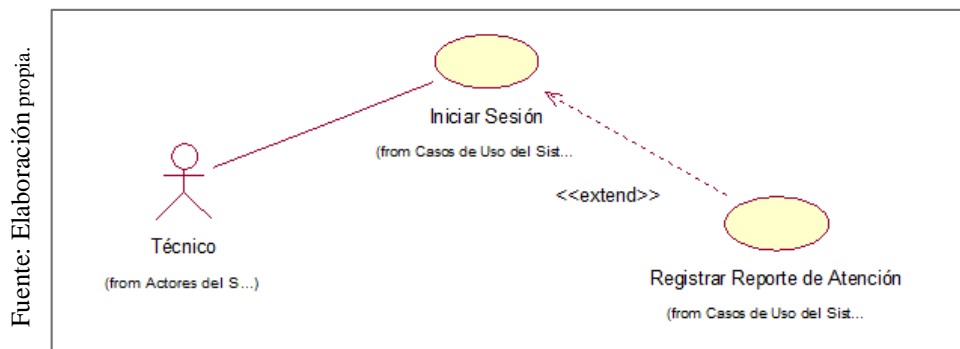 Fuente: Elaboración propia.
Iniciar Sesión
(from Casos de Uso del Sist...
<<extend>>
Técnico
(from Actores del S...)
Registrar Reporte de Atención
(from Casos de Uso del Sist...